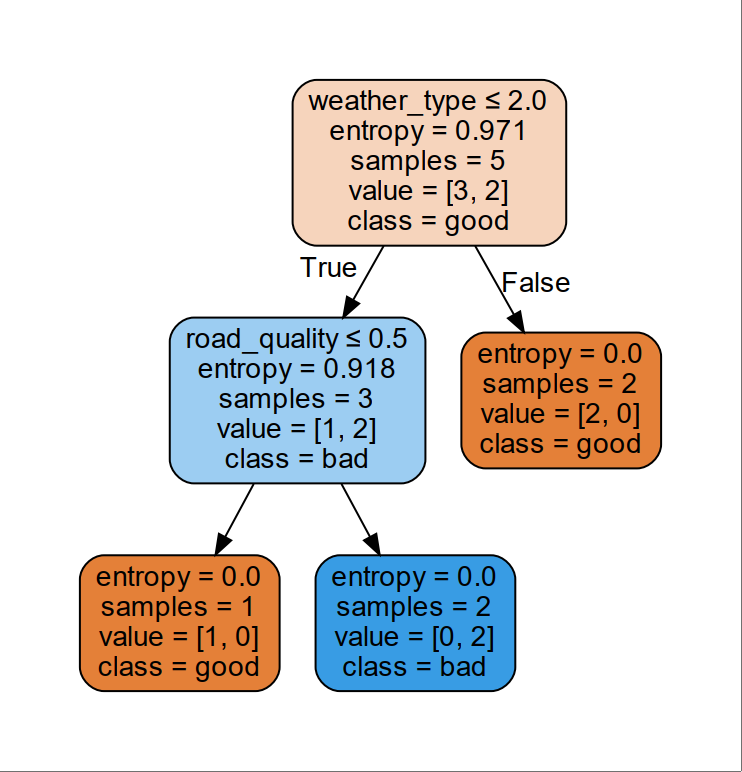 weather_type ≤ 2.0
entropy = 0.971
samples = 5
value = [3, 2]
class = good
True
False
road_quality ≤ 0.5
entropy = 0.918
samples = 3
value = [1, 2]
class = bad
entropy = 0.0
samples = 2
value = [2, 0]
class = good
entropy = 0.0
samples = 1
value = [1, 0]
class = good
entropy = 0.0
samples = 2
value = [0, 2]
class = bad